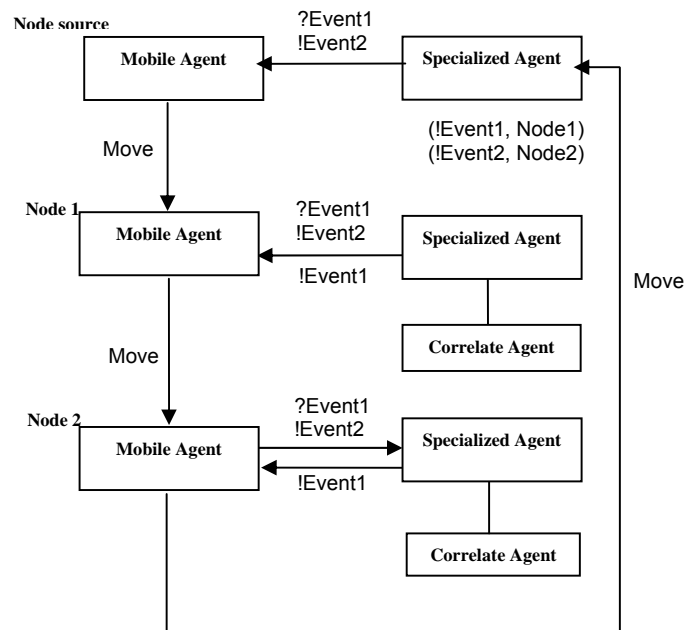 Node source
?Event1
!Event2
Mobile Agent
Specialized Agent
(!Event1, Node1)
(!Event2, Node2)
Move
Node 1
?Event1
!Event2
Mobile Agent
Specialized Agent
!Event1
Move
Correlate Agent
Move
Node 2
?Event1
!Event2
Mobile Agent
Specialized Agent
!Event1
Correlate Agent